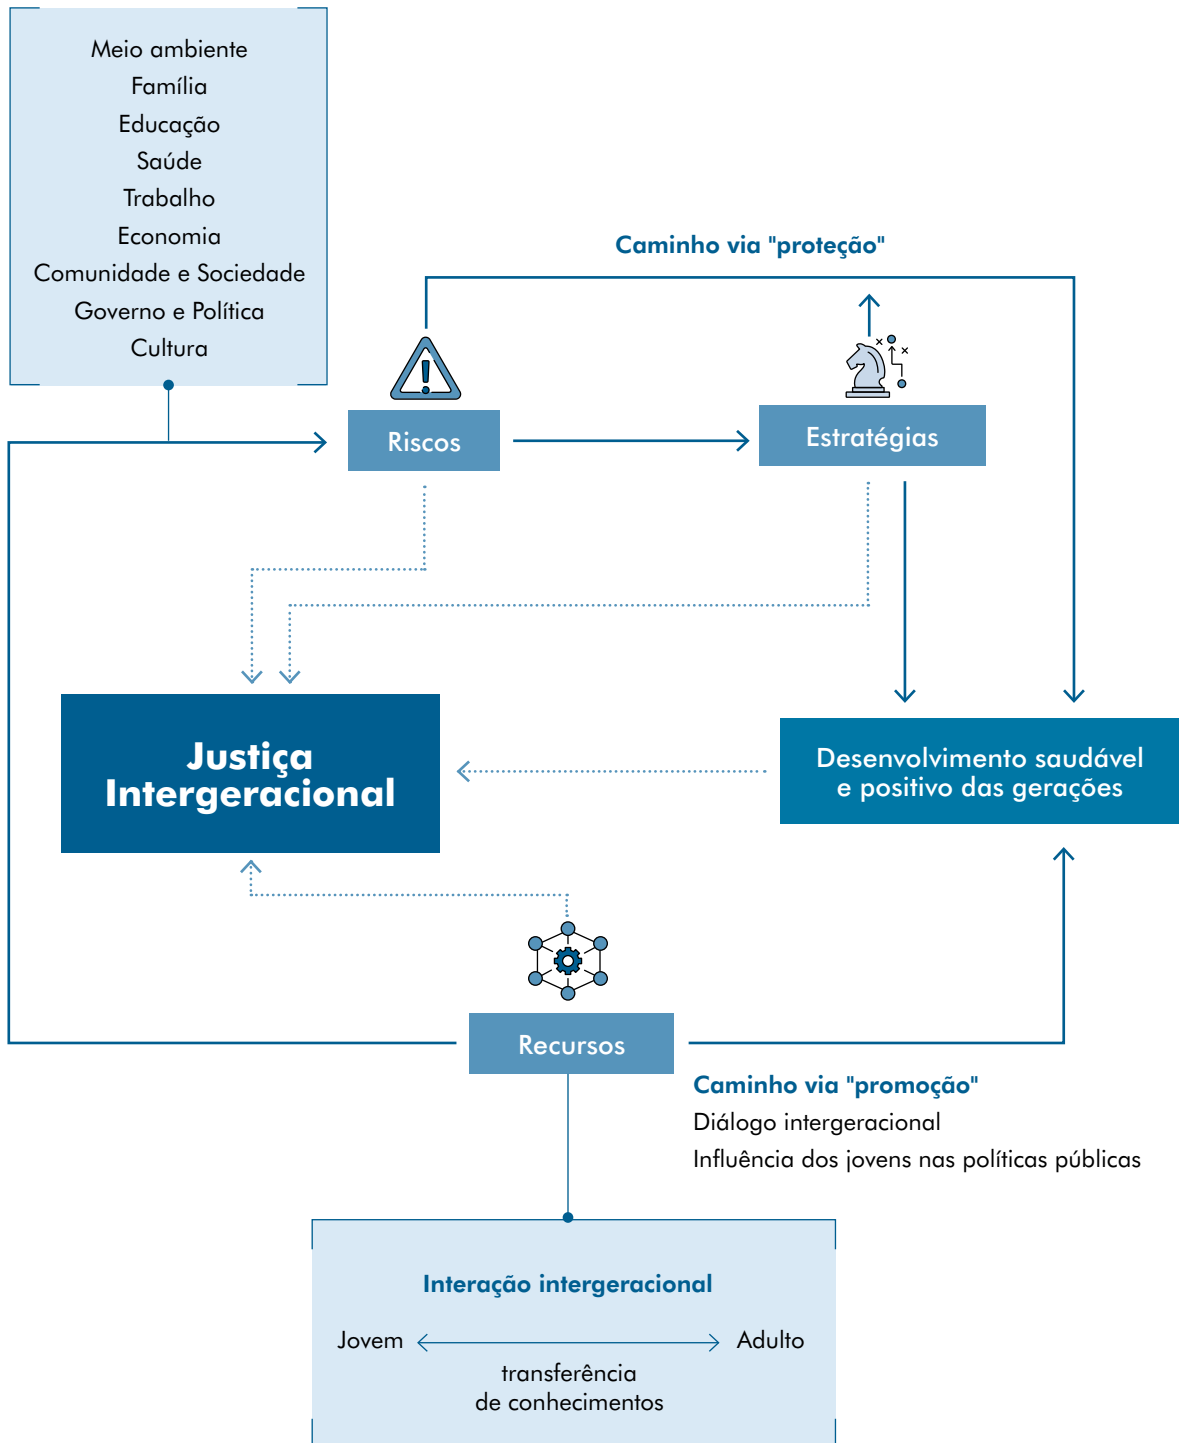 Meio ambiente
Família
Educação
Saúde
Trabalho
Economia
Comunidade e Sociedade
Governo e Política
Cultura
Caminho via "proteção"
Riscos
Estratégias
Justiça
Intergeracional
Desenvolvimento saudável
e positivo das gerações
Recursos
Caminho via "promoção"
Diálogo intergeracional
Influência dos jovens nas políticas públicas
Interação intergeracional
Jovem
Adulto
transferência
de conhecimentos